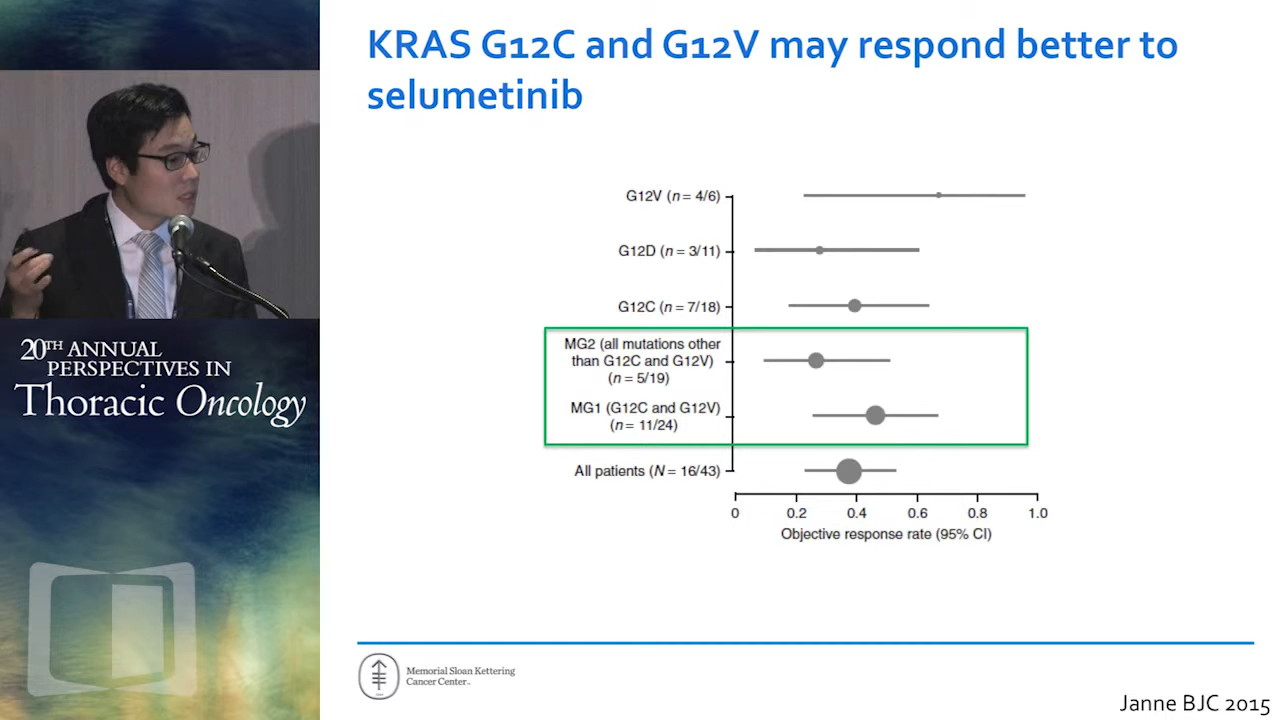 KRAS G12C and G12V may respond better to
selumetinib
20TH ANNUAL
PERSPECTIVES IN
Thoracic Oncology
G12V (n = 4/6)
G12D (n = 3/11)
G12C (n = 7/18)
MG2 (all mutations other
than G12C and G12V)
(n = 5/19)
MG1 (G12C and G12V)
(n = 11/24)
All patients (N = 16/43)
0 0.2 0.4 0.6 0.8 1.0
Objective response rate (95% CI)
Memorial Sloan Kettering
Cancer Center
Janne BJC 2015